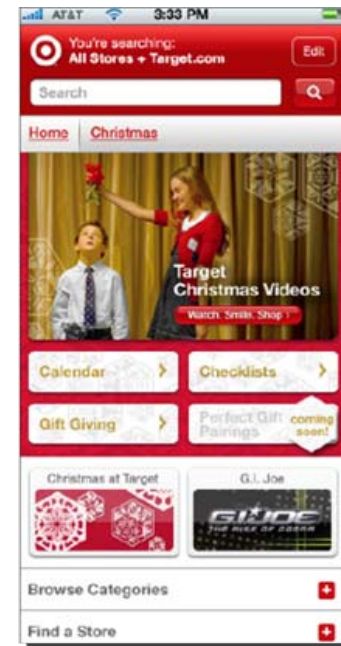 AT&T 3:33 PM
You're searching:
All Stores + Target.com
Edit
Search
Home Christmas
Target
Christmas Videos
Watch. Smile. Shop ›
Calendar
Checklists
Gift Giving
Perfect Gift
Pairings
coming
soon!
Christmas at Target
G.I. Joe
G.I. JOE
THE RISE OF COBRA
Browse Categories
Find a Store